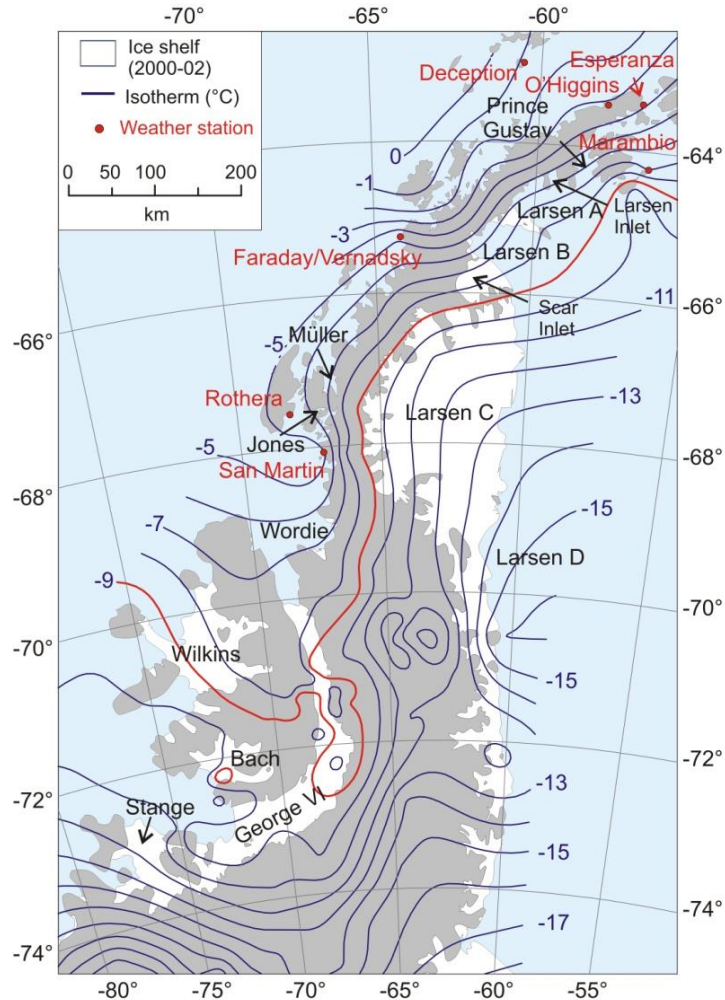 -70°
-65°
-60°
Ice shelf
(2000-02)
Isotherm (°C)
Weather station
0 50 100 200
km
Deception
Esperanza
O'Higgins
Prince
Gustav
Marambio
-64°
0
-1
-3
Larsen A
Larsen
Inlet
Faraday/Vernadsky
Larsen B
-11
-66°
Scar
Inlet
-66°
Müller
-5
Rothera
Larsen C
-13
Jones
-5
San Martin
-68°
-68°
-7
Wordie
-15
Larsen D
-9
-70°
-70°
Wilkins
-15
Bach
-72°
-13
-72°
Stange
George VI
-15
-74°
-17
-74°
-80°
-75°
-70°
-65°
-60°
-55°